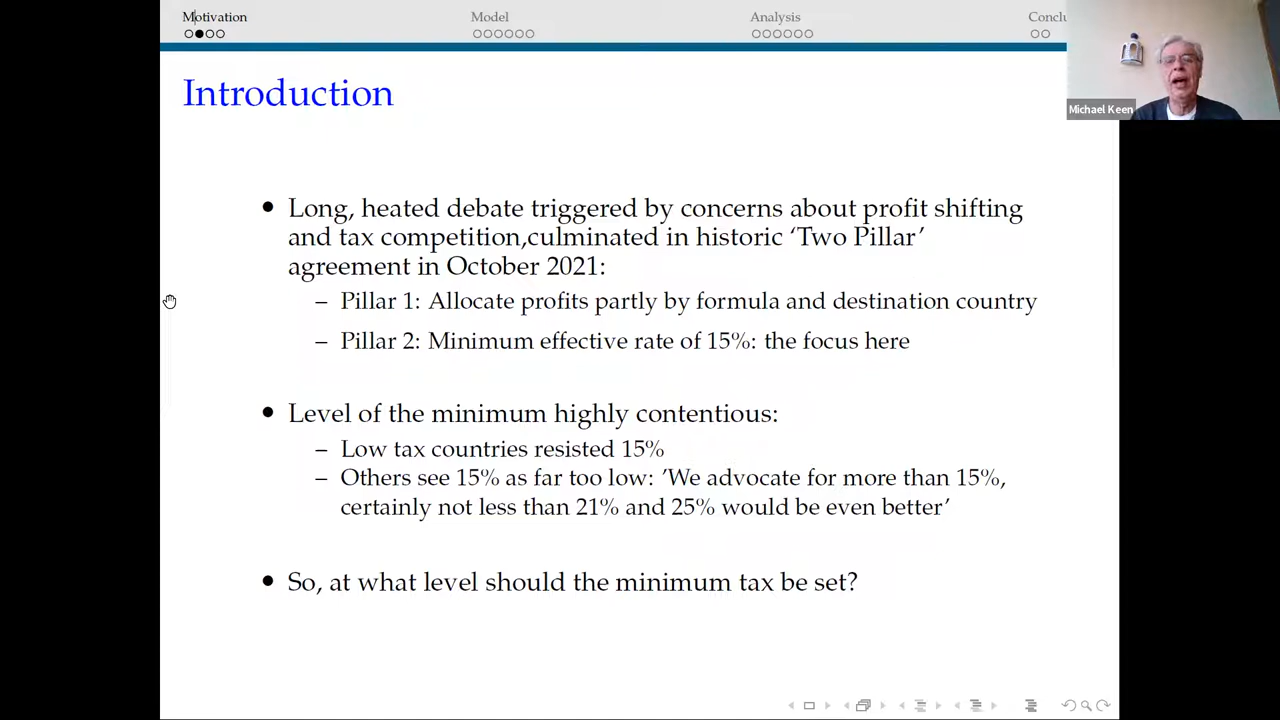 Motivation Model Analysis Conclu
Introduction
Michael Keen
• Long, heated debate triggered by concerns about profit shifting
and tax competition,culminated in historic ‘Two Pillar’
agreement in October 2021:
– Pillar 1: Allocate profits partly by formula and destination country
– Pillar 2: Minimum effective rate of 15%: the focus here
• Level of the minimum highly contentious:
– Low tax countries resisted 15%
– Others see 15% as far too low: ’We advocate for more than 15%,
certainly not less than 21% and 25% would be even better’
• So, at what level should the minimum tax be set?